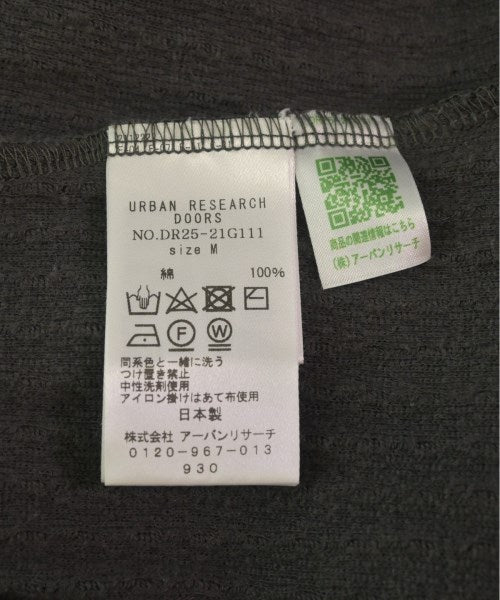 URBAN RESEARCH
DOORS
NO.DR25-21G111
size M
綿 100%
F W
同系色と一緒に洗う
つけ置き禁止
中性洗剤使用
アイロン掛けはあて布使用
日本製
株式会社 アーバンリサーチ
0120-967-013
930
商品の関連情報はこちら
(株)アーバンリサーチ